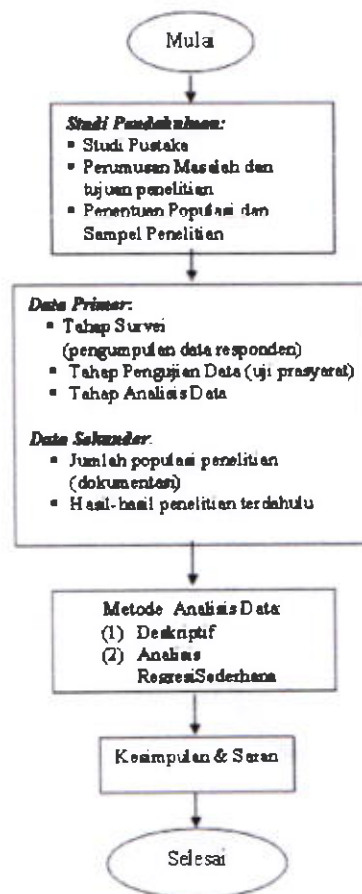 Mulai
Studi Pendahuluan:
▪ Studi Pustaka
▪ Perumusan Masalah dan
tujuan penelitian
▪ Penentuan Populasi dan
Sampel Penelitian
Data Primer:
▪ Tahap Survei
(pengumpulan data responden)
▪ Tahap Pengujian Data (uji prasyarat)
▪ Tahap Analisis Data
Data Sekunder:
▪ Jumlah populasi penelitian
(dokumentasi)
▪ Hasil-hasil penelitian terdahulu
Metode Analisis Data:
(1) Deskriptif
(2) Analisis
RegresiSederhana
Kesimpulan & Saran
Selesai